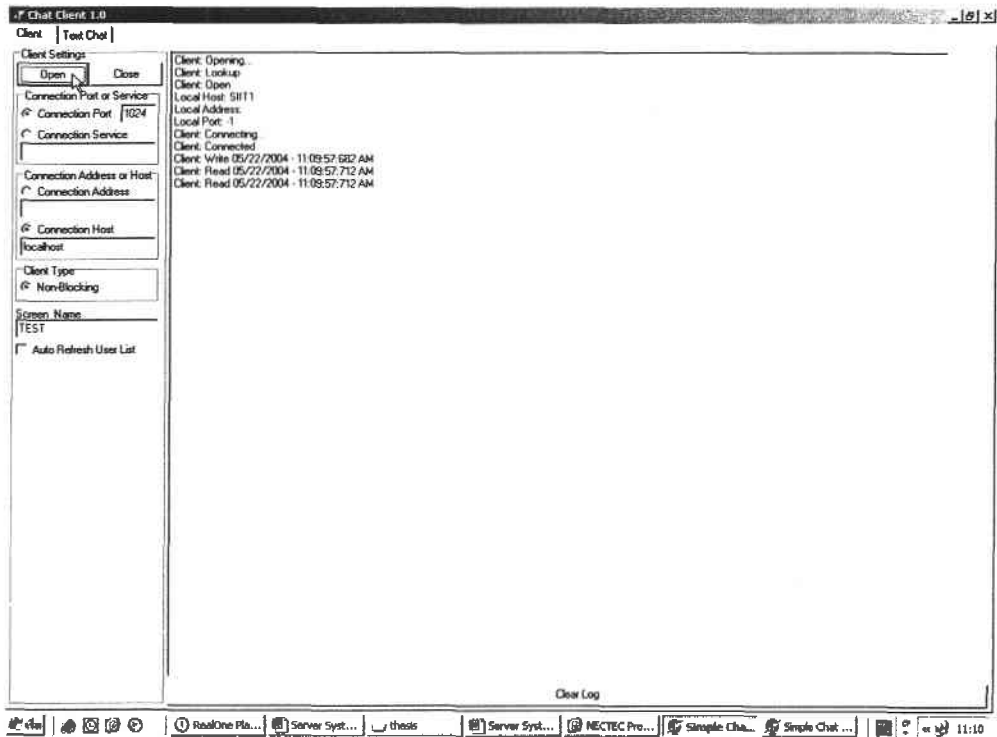 Chat Client 1.0
Client
Text Chat
Client Settings
Open
Close
Connection Port or Service
Connection Port
1024
Connection Service
Connection Address or Host
Connection Address
Connection Host
localhost
Client Type
Non-Blocking
Screen Name
TEST
Auto Refresh User List
Client: Opening...
Client: Lookup
Client: Open
Local Host: SIIT1
Local Address:
Local Port: -1
Client: Connecting...
Client: Connected
Client: Write 05/22/2004 - 11:09:57:682 AM
Client: Read 05/22/2004 - 11:09:57:712 AM
Client: Read 05/22/2004 - 11:09:57:712 AM
Clear Log
RealOne Pla...
Server Syst...
thesis
Server Syst...
NECTEC Pro...
Simple Cha...
Simple Chat ...
11:10